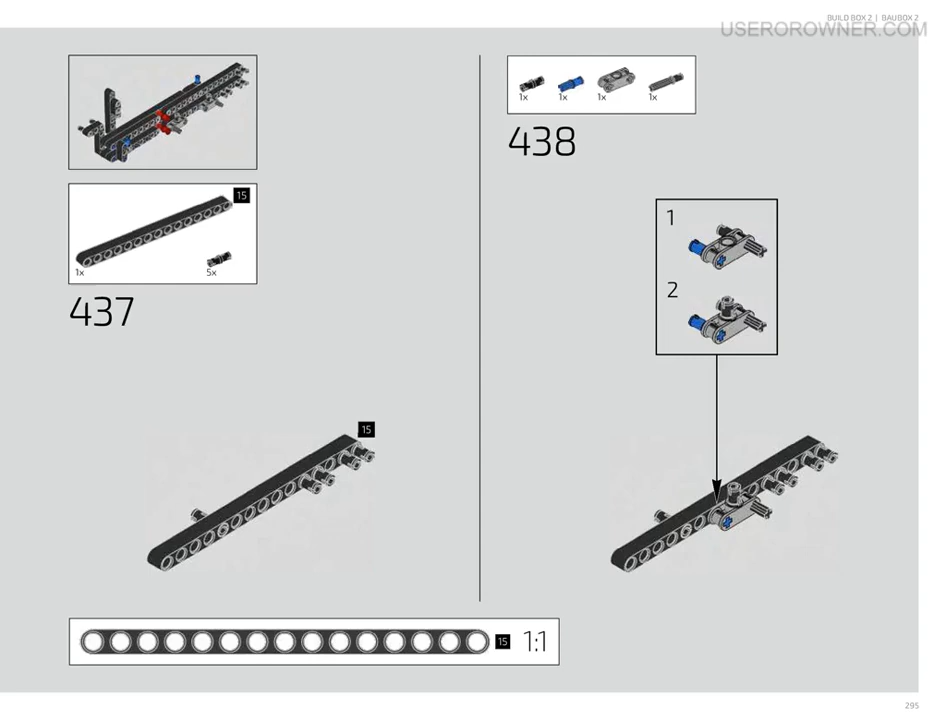 BUILD BOX 2 | BAUBOX 2
USEROROWNER.COM
15
1x
5x
437
15
1x
1x
1x
1x
438
1
2
15
1:1
295